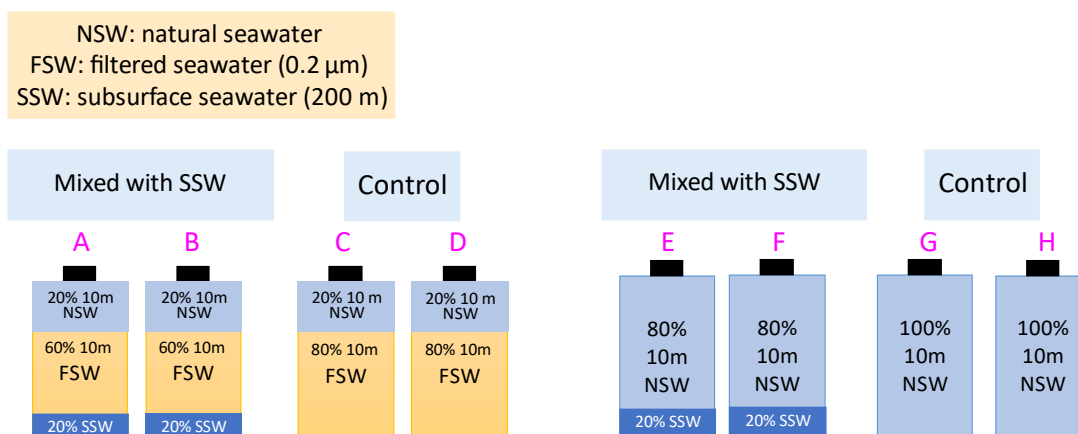 NSW: natural seawater
FSW: filtered seawater (0.2 µm)
SSW: subsurface seawater (200 m)
Mixed with SSW
Control
Mixed with SSW
Control
A
B
C
D
E
F
G
H
20% 10m
NSW
60% 10m
FSW
20% SSW
20% 10m
NSW
60% 10m
FSW
20% SSW
20% 10 m
NSW
80% 10m
FSW
20% 10 m
NSW
80% 10m
FSW
80%
10m
NSW
20% SSW
80%
10m
NSW
20% SSW
100%
10m
NSW
100%
10m
NSW